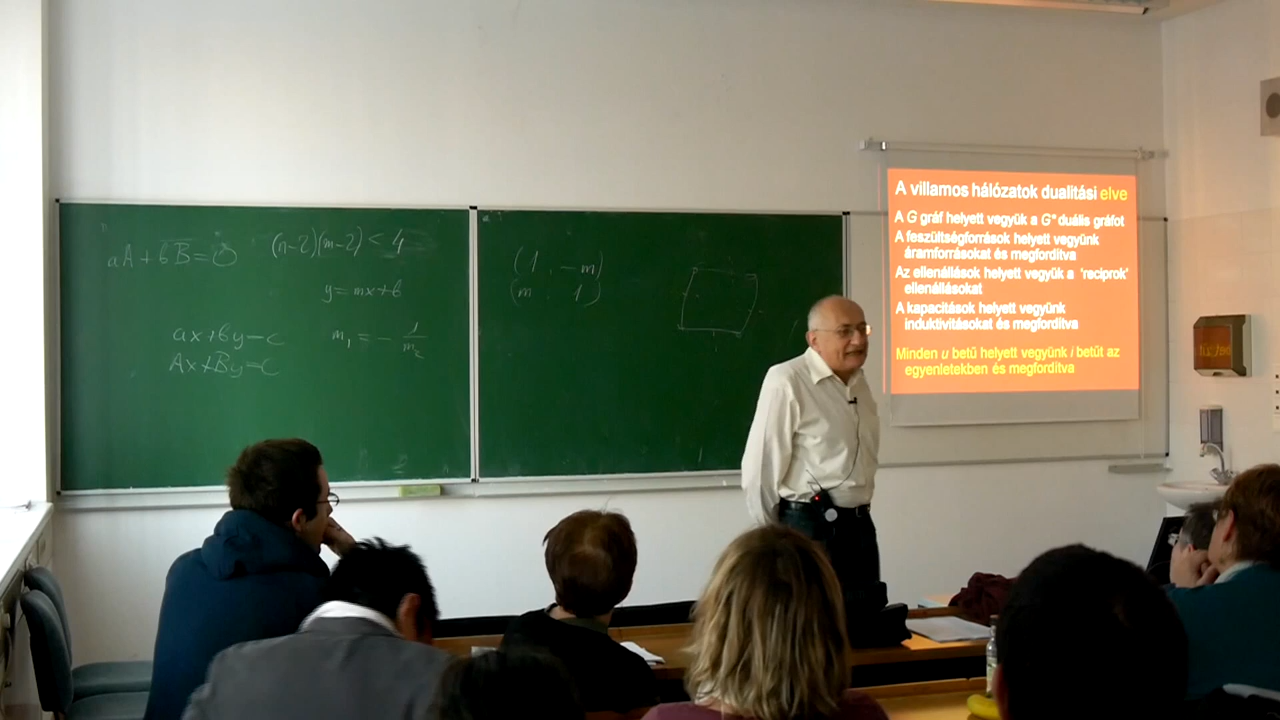 aA + bB = 0
(n-2)(m-2) < 4
y = mx + b
ax + by = c
Ax + By = C
m₁ = - 1/m₂
(1 , -m)
(m , 1)
A villamos hálózatok dualitási elve
A G gráf helyett vegyük a G* duális gráfot
A feszültségforrások helyett vegyünk
áramforrásokat és megfordítva
Az ellenállások helyett vegyük a 'reciprok'
ellenállásokat
A kapacitások helyett vegyünk
induktivitásokat és megfordítva
Minden u betű helyett vegyünk i betűt az
egyenletekben és megfordítva